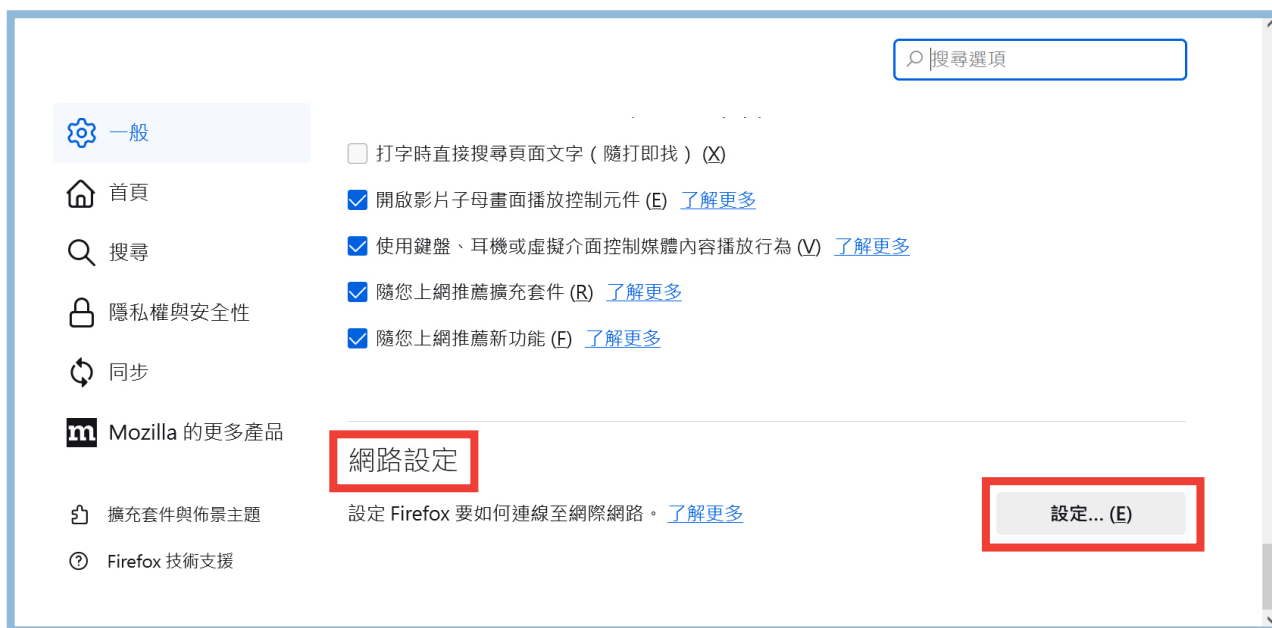 搜尋選項
一般
首頁
搜尋
隱私權與安全性
同步
m Mozilla 的更多產品
擴充套件與佈景主題
Firefox 技術支援
打字時直接搜尋頁面文字 ( 隨打即找 ) (X)
開啟影片子母畫面播放控制元件 (E) 了解更多
使用鍵盤、耳機或虛擬介面控制媒體內容播放行為 (V) 了解更多
隨您上網推薦擴充套件 (R) 了解更多
隨您上網推薦新功能 (F) 了解更多
網路設定
設定 Firefox 要如何連線至網際網路。 了解更多
設定... (E)